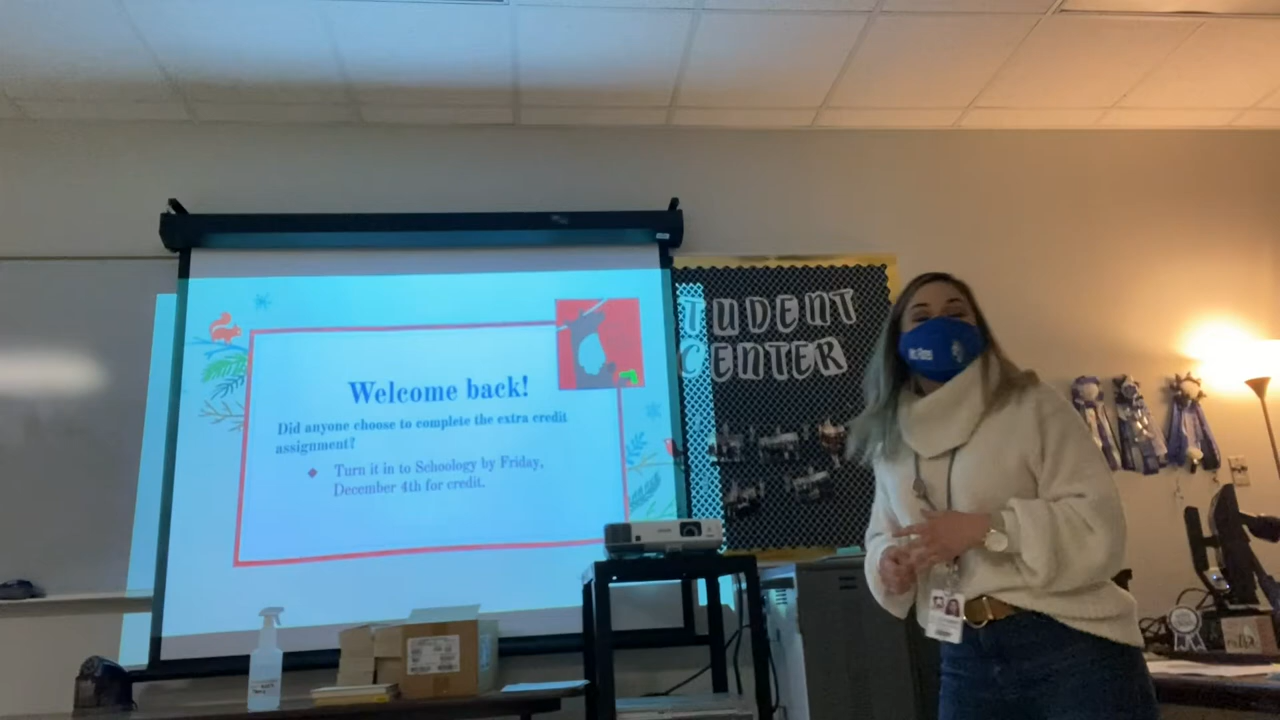 Welcome back!
Did anyone choose to complete the extra credit
assignment?
Turn it in to Schoology by Friday,
December 4th for credit.
STUDENT
CENTER